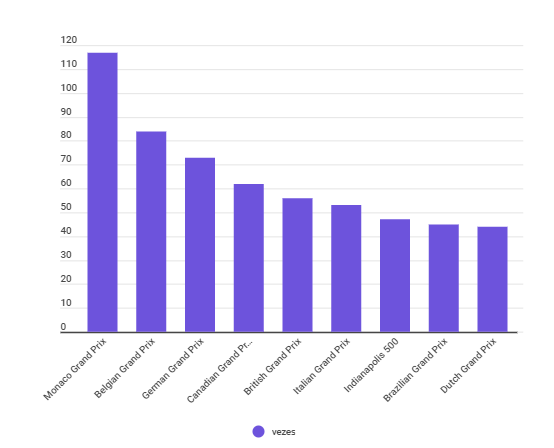 120
110
100
90
80
70
60
50
40
30
20
10
0
Monaco Grand Prix
Belgian Grand Prix
German Grand Prix
Canadian Grand Pr...
British Grand Prix
Italian Grand Prix
Indianapolis 500
Brazilian Grand Prix
Dutch Grand Prix
vezes